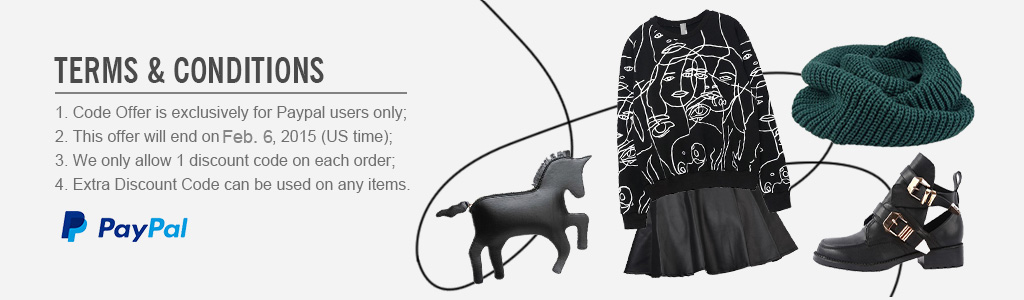 TERMS & CONDITIONS
1. Code Offer is exclusively for Paypal users only;
2. This offer will end on Feb. 6, 2015 (US time);
3. We only allow 1 discount code on each order;
4. Extra Discount Code can be used on any items.
PayPal